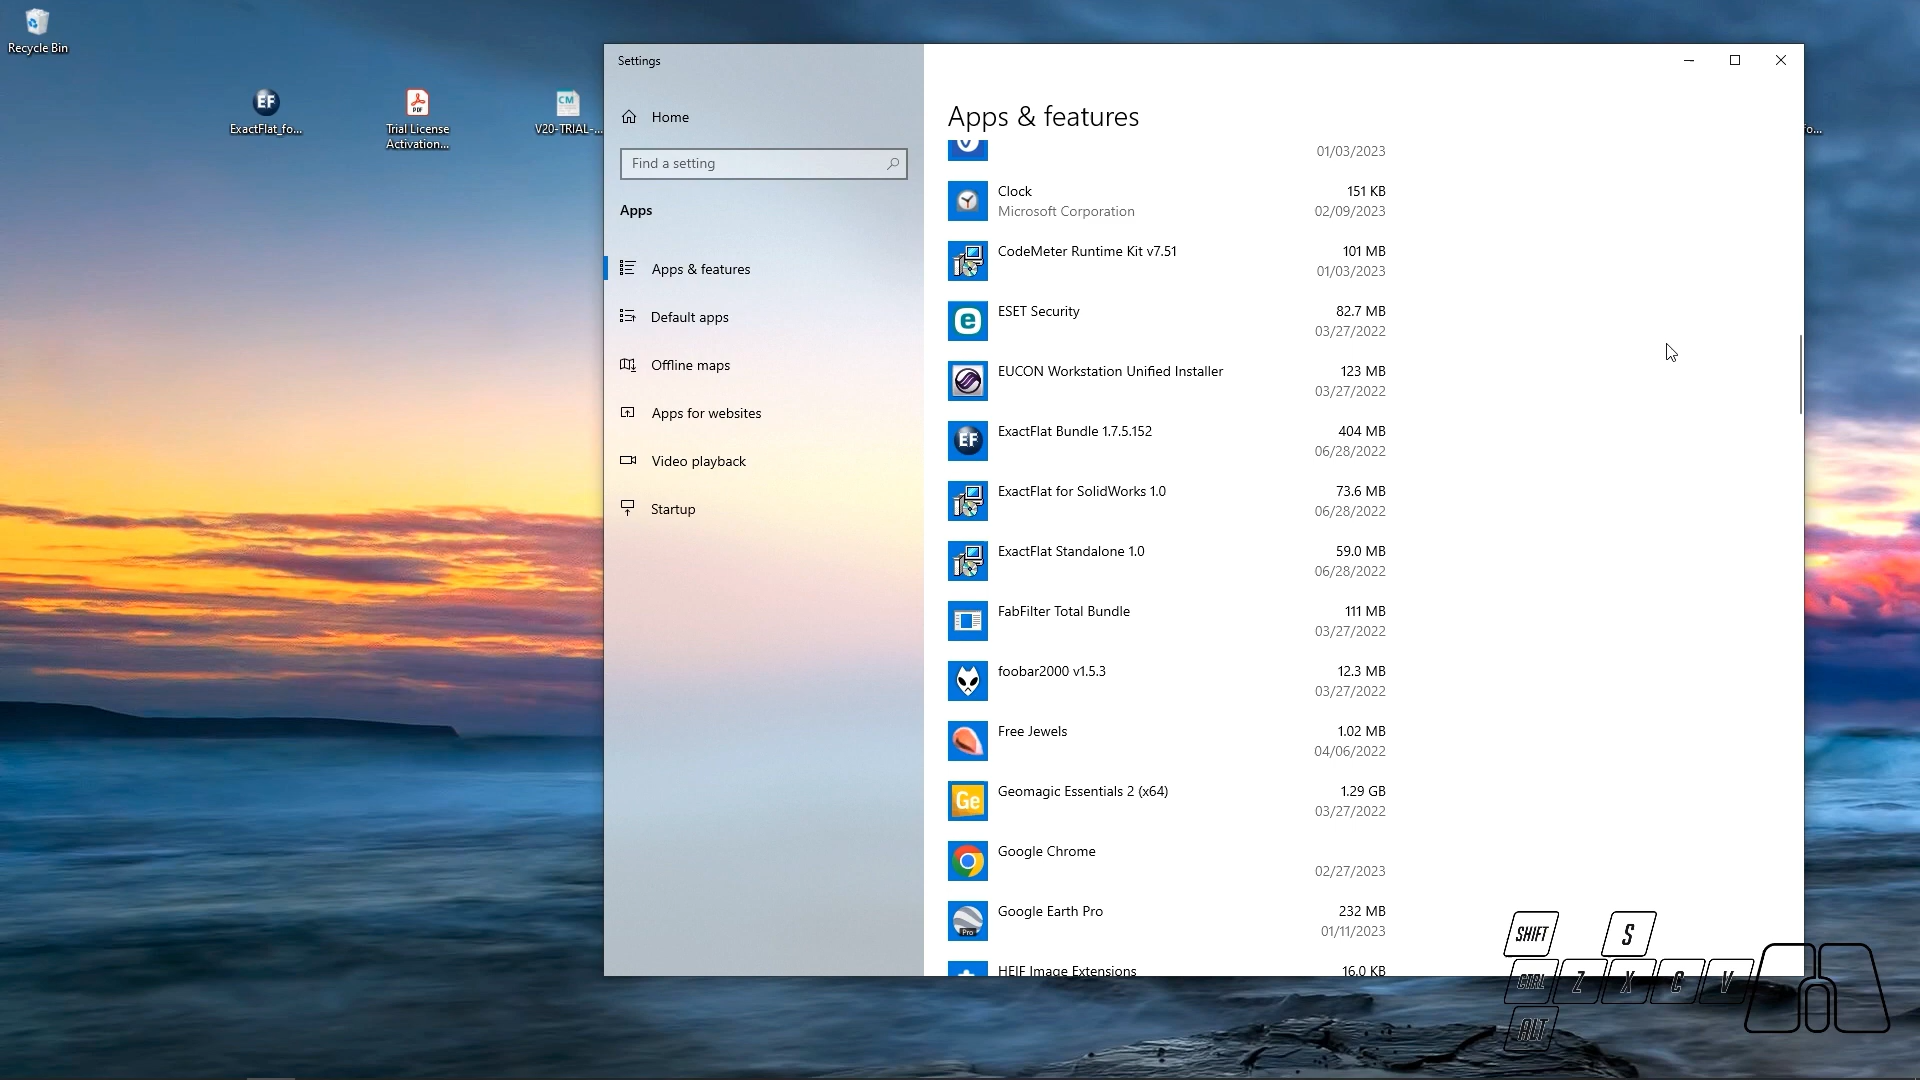 Recycle Bin
EF
ExactFlat_fo...
PDF
Trial License
Activation...
CM
V20-TRIAL-...
fo...
Settings
Home
Find a setting
Apps
Apps & features
Default apps
Offline maps
Apps for websites
Video playback
Startup
Apps & features
01/03/2023
Clock 151 KB
Microsoft Corporation 02/09/2023
CodeMeter Runtime Kit v7.51 101 MB
01/03/2023
ESET Security 82.7 MB
03/27/2022
EUCON Workstation Unified Installer 123 MB
03/27/2022
EF
ExactFlat Bundle 1.7.5.152 404 MB
06/28/2022
ExactFlat for SolidWorks 1.0 73.6 MB
06/28/2022
ExactFlat Standalone 1.0 59.0 MB
06/28/2022
FabFilter Total Bundle 111 MB
03/27/2022
foobar2000 v1.5.3 12.3 MB
03/27/2022
Free Jewels 1.02 MB
04/06/2022
Ge
Geomagic Essentials 2 (x64) 1.29 GB
03/27/2022
Google Chrome
02/27/2023
Google Earth Pro 232 MB
Pro
01/11/2023
HEIF Image Extensions 16.0 KB
SHIFT S
CTRL Z X C V
ALT